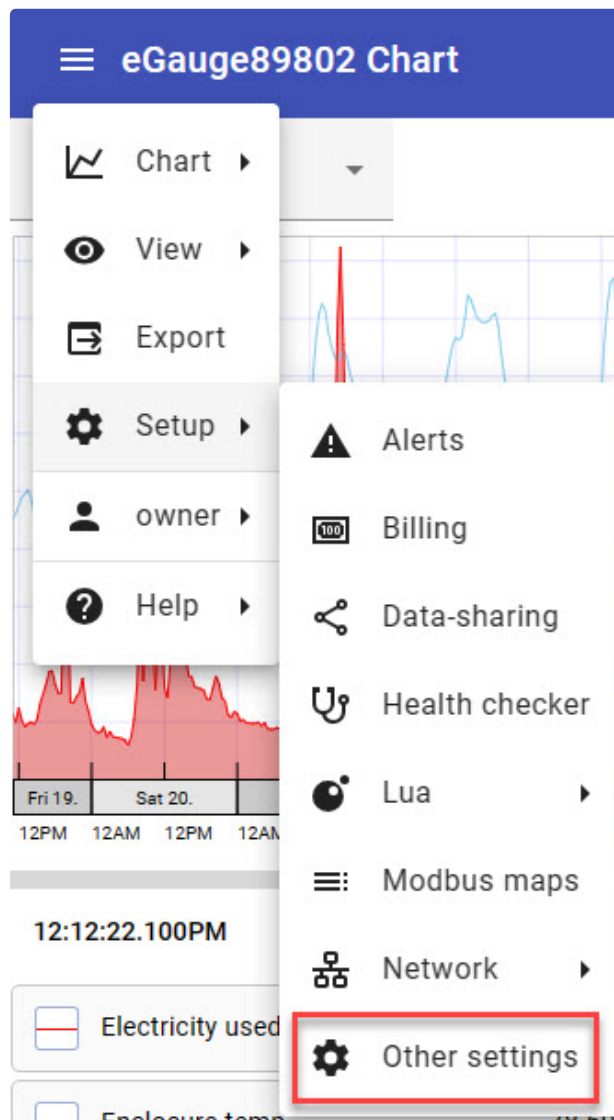 eGauge89802 Chart
Chart
View
Export
Setup
owner
Help
Alerts
100
Billing
Data-sharing
Health checker
Lua
Modbus maps
Network
Other settings
Fri 19.
Sat 20.
12PM
12AM
12PM
12:12:22.100PM
Electricity used